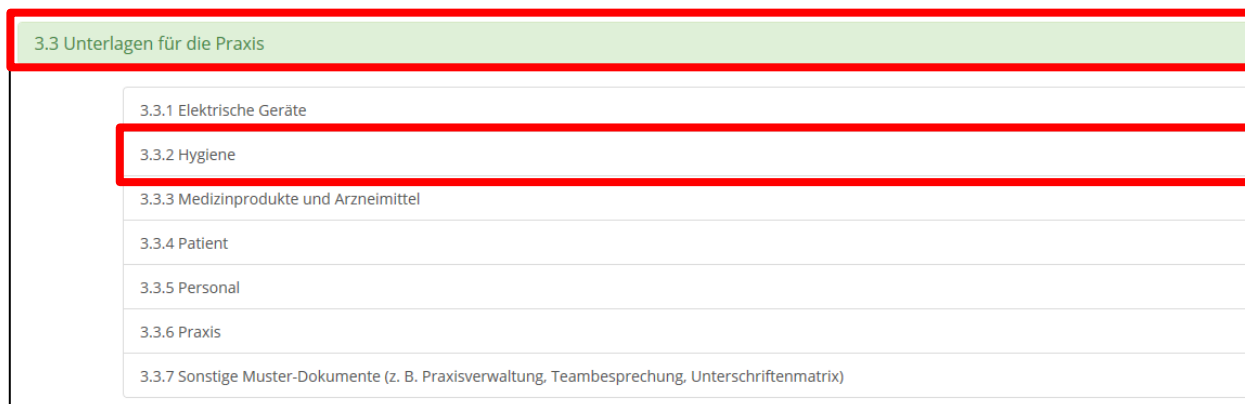 3.3 Unterlagen für die Praxis
3.3.1 Elektrische Geräte
3.3.2 Hygiene
3.3.3 Medizinprodukte und Arzneimittel
3.3.4 Patient
3.3.5 Personal
3.3.6 Praxis
3.3.7 Sonstige Muster-Dokumente (z. B. Praxisverwaltung, Teambesprechung, Unterschriftenmatrix)